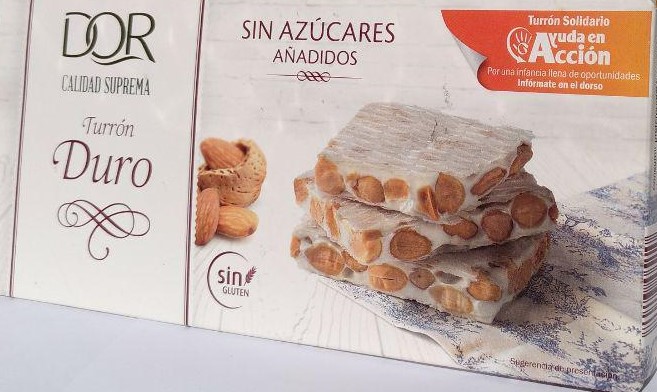 DOR
CALIDAD SUPREMA
Turrón
Duro
SIN AZÚCARES
AÑADIDOS
sin
GLUTEN
Turrón Solidario
Ayuda en
Acción
Por una infancia llena de oportunidades
Infórmate en el dorso
Sugerencia de presentación